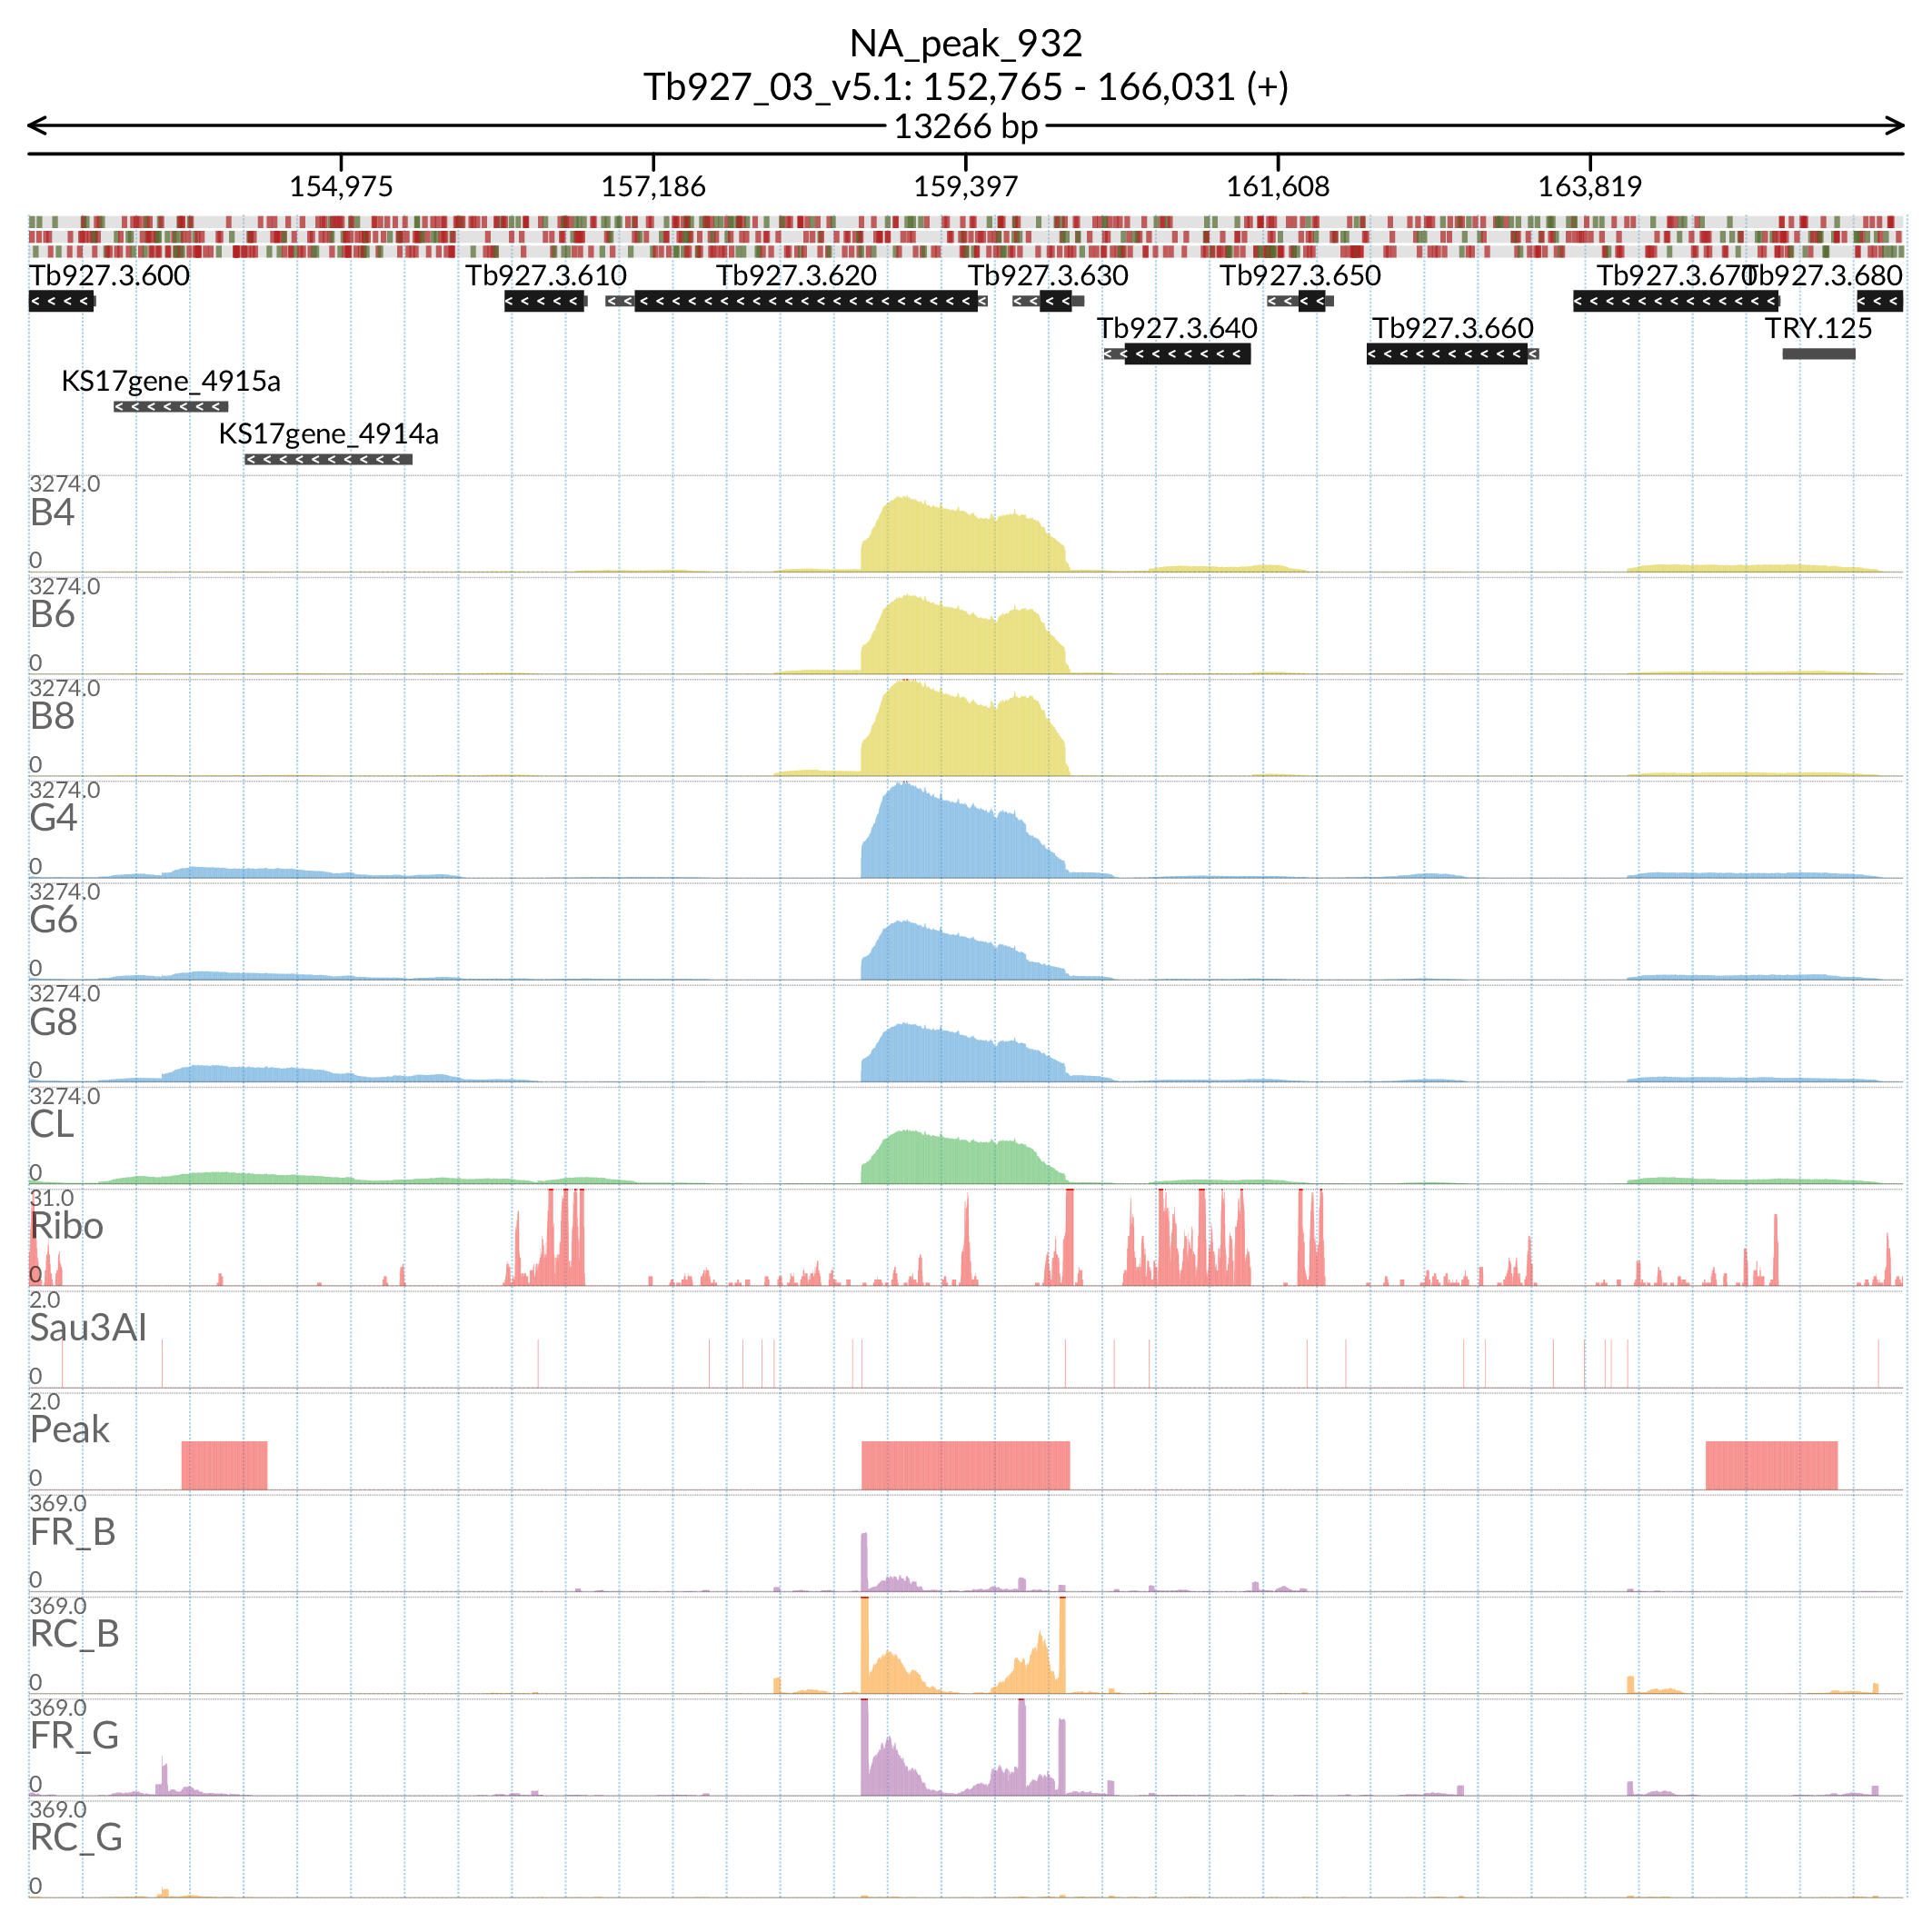 NA_peak_932
Tb927_03_v5.1: 152,765 - 166,031 (+)
13266 bp
154,975 157,186 159,397 161,608 163,819
Tb927.3.600 Tb927.3.610 Tb927.3.620 Tb927.3.630 Tb927.3.650 Tb927.3.670 Tb927.3.680
Tb927.3.640 Tb927.3.660 TRY.125
KS17gene_4915a
KS17gene_4914a
3274.0
B4
0
3274.0
B6
0
3274.0
B8
0
3274.0
G4
0
3274.0
G6
0
3274.0
G8
0
3274.0
CL
0
31.0
Ribo
0
2.0
Sau3AI
0
2.0
Peak
0
369.0
FR_B
0
369.0
RC_B
0
369.0
FR_G
0
369.0
RC_G
0